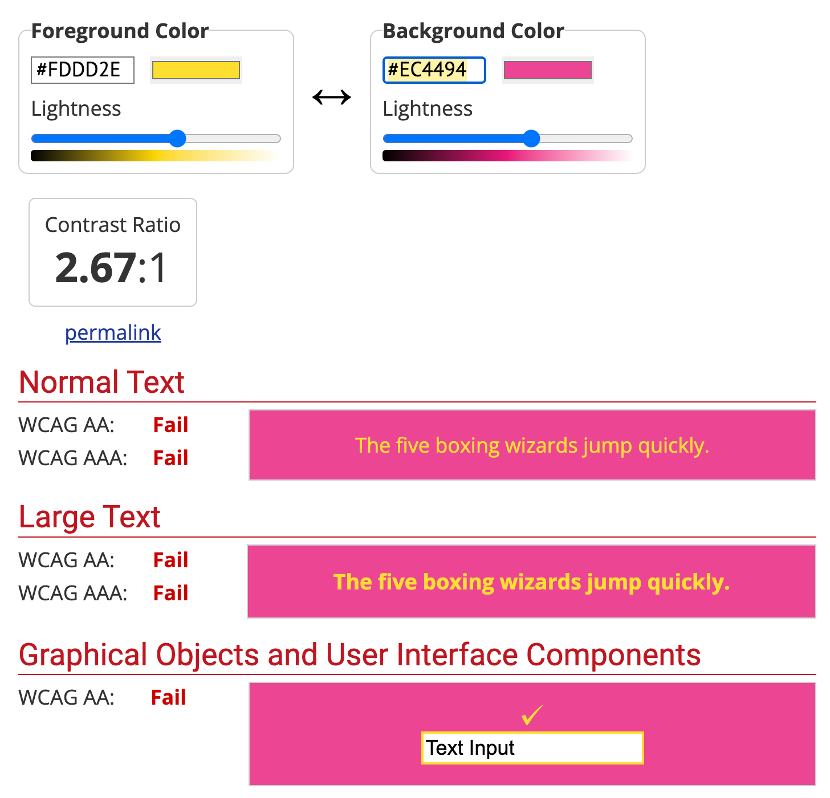 Foreground Color
Background Color
#FDDD2E
#EC4494
Lightness
Lightness
Contrast Ratio
2.67:1
permalink
Normal Text
WCAG AA: Fail
WCAG AAA: Fail
The five boxing wizards jump quickly.
Large Text
WCAG AA: Fail
WCAG AAA: Fail
The five boxing wizards jump quickly.
Graphical Objects and User Interface Components
WCAG AA: Fail
✓
Text Input